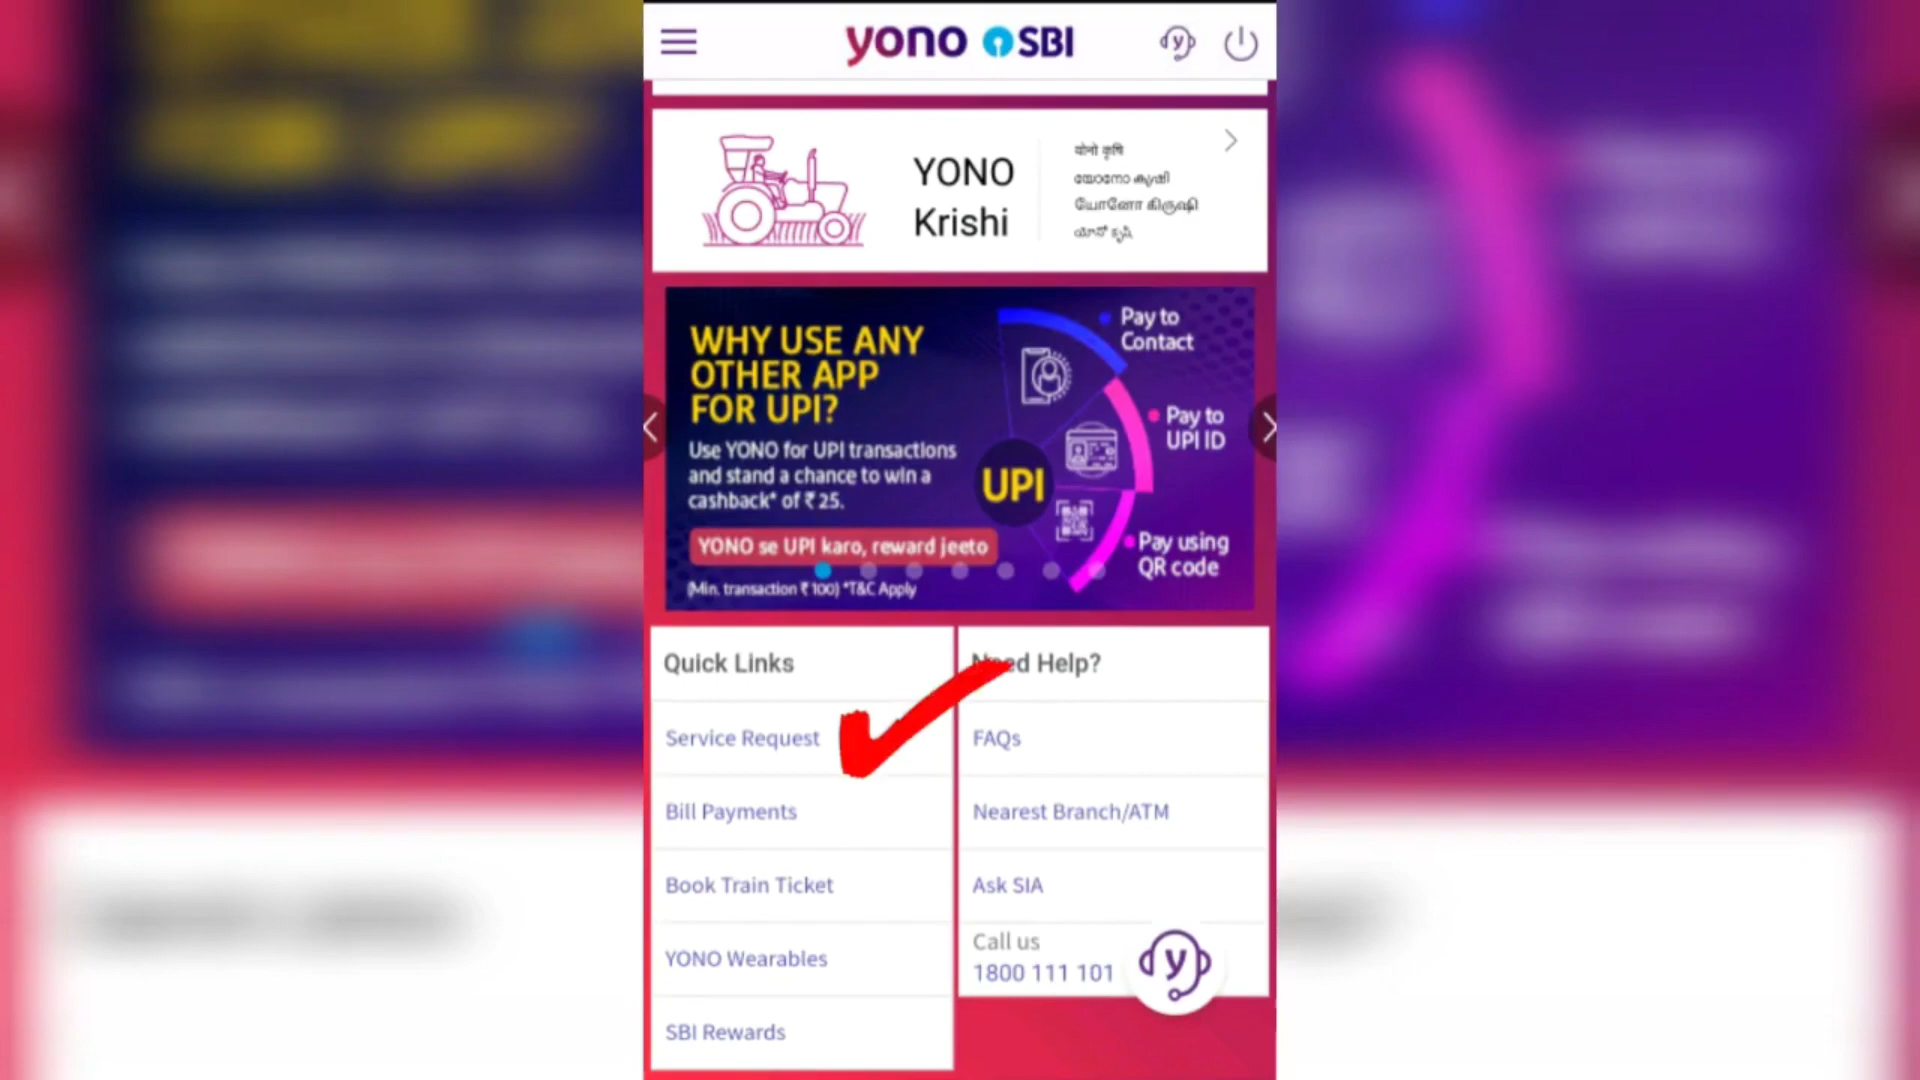 yono SBI
YONO
Krishi
योनो कृषि
യോനോ കൃഷി
யோனோ கிருஷி
యోనో కృషి
WHY USE ANY
OTHER APP
FOR UPI?
Use YONO for UPI transactions
and stand a chance to win a
cashback* of ₹ 25.
YONO se UPI karo, reward jeeto
(Min. transaction ₹ 100) *T&C Apply
UPI
Pay to
Contact
Pay to
UPI ID
Pay using
QR code
Quick Links
Service Request
Bill Payments
Book Train Ticket
YONO Wearables
SBI Rewards
Need Help?
FAQs
Nearest Branch/ATM
Ask SIA
Call us
1800 111 101
y
y